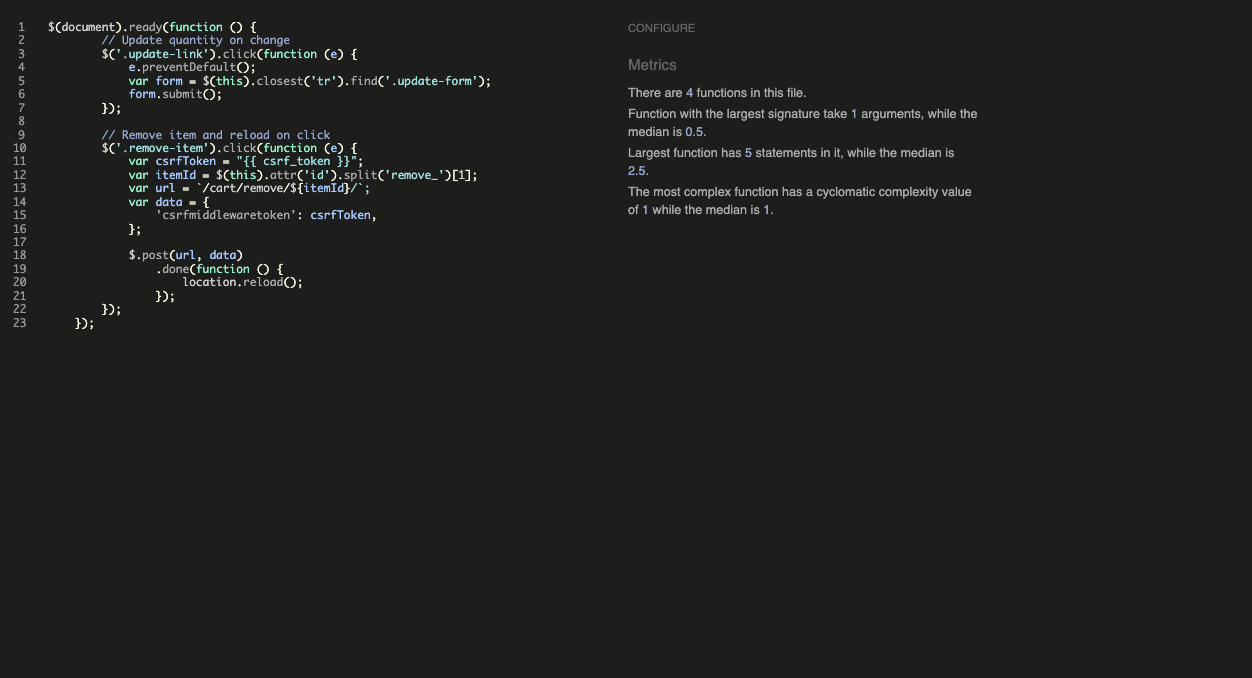 1 $(document).ready(function () {
2 // Update quantity on change
3 $('.update-link').click(function (e) {
4 e.preventDefault();
5 var form = $(this).closest('tr').find('.update-form');
6 form.submit();
7 });
8
9 // Remove item and reload on click
10 $('.remove-item').click(function (e) {
11 var csrfToken = "{{ csrf_token }}";
12 var itemId = $(this).attr('id').split('remove_')[1];
13 var url = `/cart/remove/${itemId}/`;
14 var data = {
15 'csrfmiddlewaretoken': csrfToken,
16 };
17
18 $.post(url, data)
19 .done(function () {
20 location.reload();
21 });
22 });
23 });
CONFIGURE
Metrics
There are 4 functions in this file.
Function with the largest signature take 1 arguments, while the
median is 0.5.
Largest function has 5 statements in it, while the median is
2.5.
The most complex function has a cyclomatic complexity value
of 1 while the median is 1.